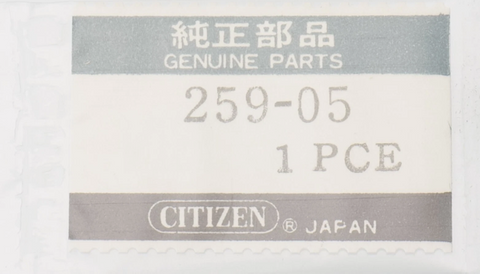 純正部品
GENUINE PARTS
259-05
1 PCE
CITIZEN ® JAPAN